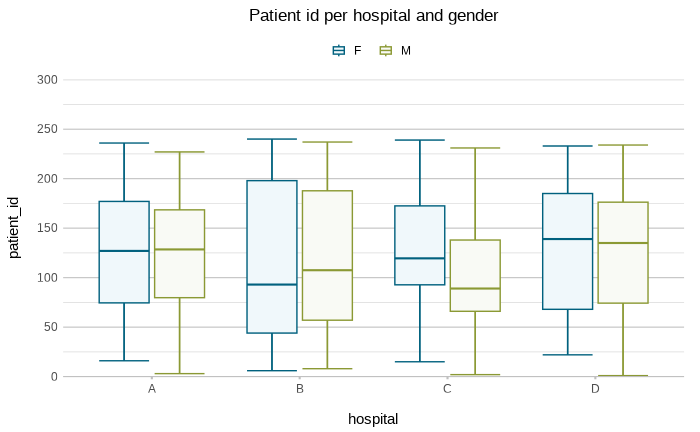 Patient id per hospital and gender
F M
300
250
200
150
100
50
0
patient_id
A B C D
hospital